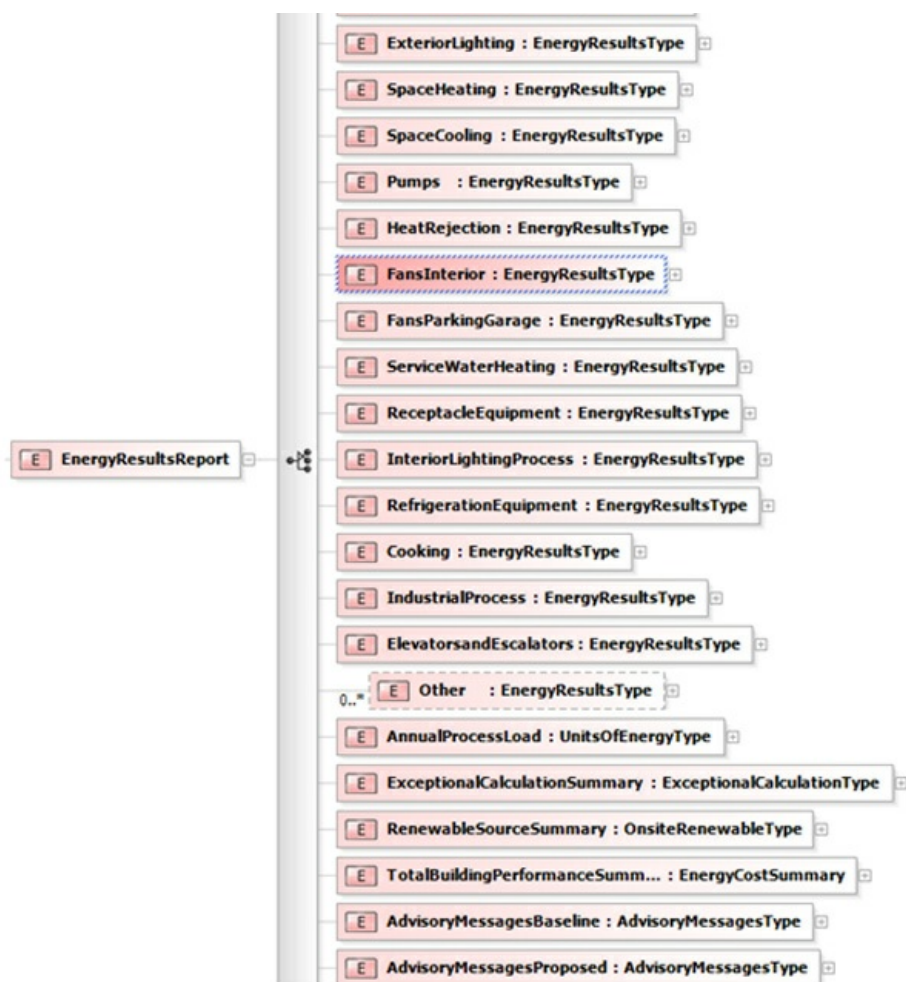 E ExteriorLighting : EnergyResultsType
E SpaceHeating : EnergyResultsType
E SpaceCooling : EnergyResultsType
E Pumps : EnergyResultsType
E HeatRejection : EnergyResultsType
E FansInterior : EnergyResultsType
E FansParkingGarage : EnergyResultsType
E ServiceWaterHeating : EnergyResultsType
E ReceptacleEquipment : EnergyResultsType
E EnergyResultsReport
E InteriorLightingProcess : EnergyResultsType
E RefrigerationEquipment : EnergyResultsType
E Cooking : EnergyResultsType
E IndustrialProcess : EnergyResultsType
E ElevatorsandEscalators : EnergyResultsType
E Other : EnergyResultsType
0..*
E AnnualProcessLoad : UnitsOfEnergyType
E ExceptionalCalculationSummary : ExceptionalCalculationType
E RenewableSourceSummary : OnsiteRenewableType
E TotalBuildingPerformanceSumm... : EnergyCostSummary
E AdvisoryMessagesBaseline : AdvisoryMessagesType
E AdvisoryMessagesProposed : AdvisoryMessagesType